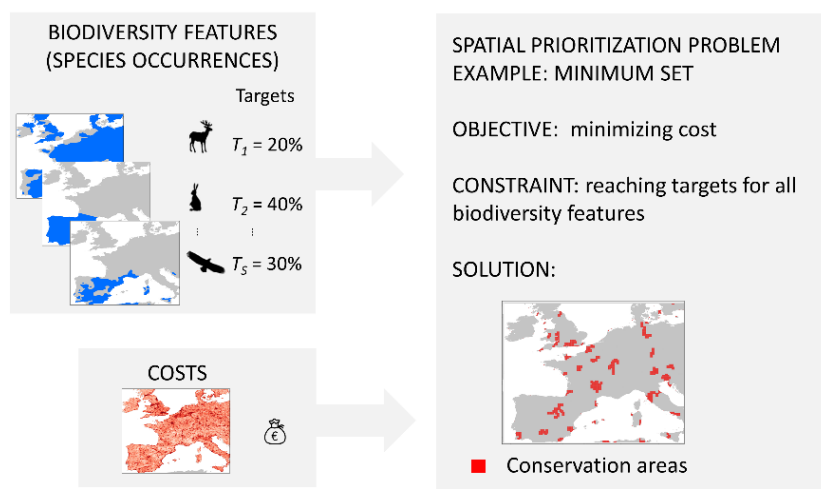 BIODIVERSITY FEATURES
(SPECIES OCCURRENCES)
Targets
T1 = 20%
T2 = 40%
TS = 30%
COSTS
€
SPATIAL PRIORITIZATION PROBLEM
EXAMPLE: MINIMUM SET
OBJECTIVE: minimizing cost
CONSTRAINT: reaching targets for all
biodiversity features
SOLUTION:
Conservation areas